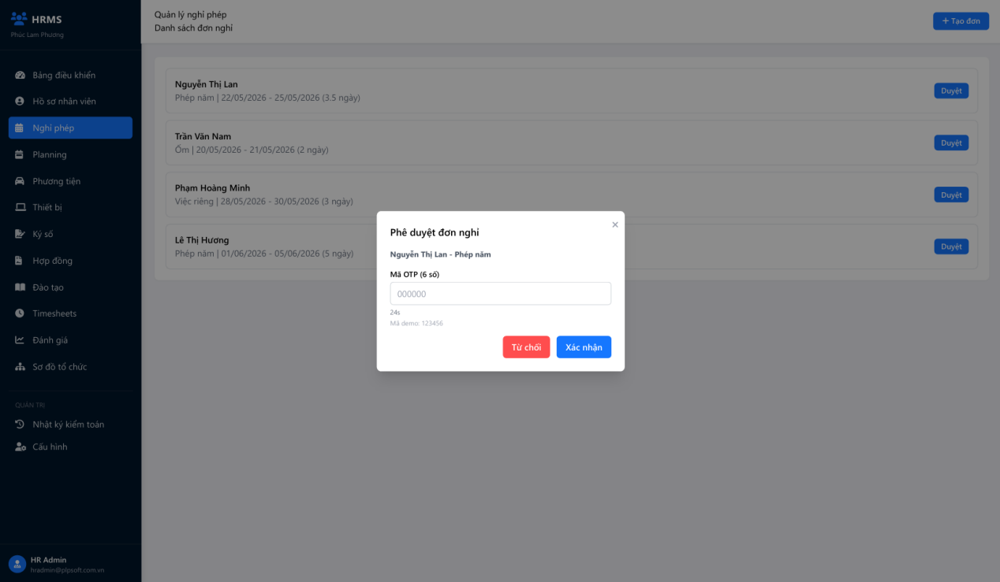 HRMS
Phúc Lam Phương
Bảng điều khiển
Hồ sơ nhân viên
Nghỉ phép
Planning
Phương tiện
Thiết bị
Ký số
Hợp đồng
Đào tạo
Timesheets
Đánh giá
Sơ đồ tổ chức
QUẢN TRỊ
Nhật ký kiểm toán
Cấu hình
HR Admin
hradmin@plpsoft.com.vn
Quản lý nghỉ phép
Danh sách đơn nghỉ
+ Tạo đơn
Nguyễn Thị Lan
Phép năm | 22/05/2026 - 25/05/2026 (3.5 ngày)
Duyệt
Trần Văn Nam
Ốm | 20/05/2026 - 21/05/2026 (2 ngày)
Duyệt
Phạm Hoàng Minh
Việc riêng | 28/05/2026 - 30/05/2026 (3 ngày)
Duyệt
Lê Thị Hương
Phép năm | 01/06/2026 - 05/06/2026 (5 ngày)
Duyệt
Phê duyệt đơn nghỉ
×
Nguyễn Thị Lan - Phép năm
Mã OTP (6 số)
000000
24s
Mã demo: 123456
Từ chối
Xác nhận